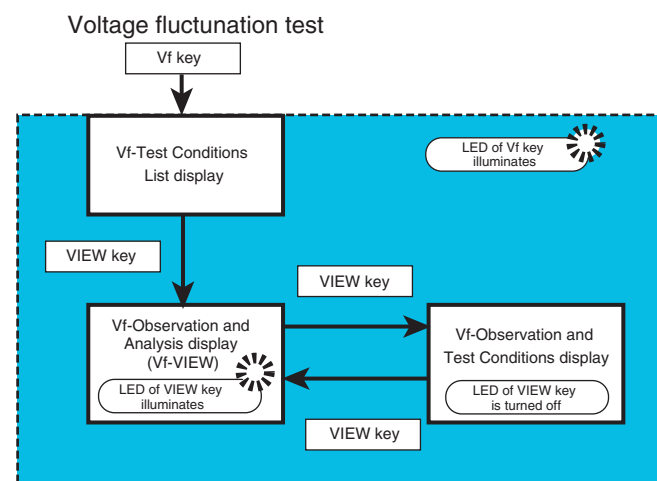 Voltage fluctunation test
Vf key
Vf-Test Conditions
List display
LED of Vf key
illuminates
VIEW key
VIEW key
Vf-Observation and
Analysis display
(Vf-VIEW)
LED of VIEW key
illuminates
Vf-Observation and
Test Conditions display
LED of VIEW key
is turned off
VIEW key